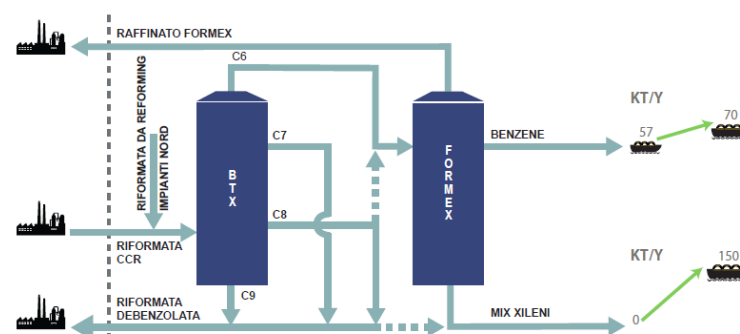 RAFFINATO FORMEX
C6
KT/Y
70
RIFORMATA DA REFORMING
IMPIANTI NORD
C7
BENZENE
57
BTX
FORMEX
C8
RIFORMATA
CCR
KT/Y
150
C9
RIFORMATA
DEBENZOLATA
MIX XILENI
0